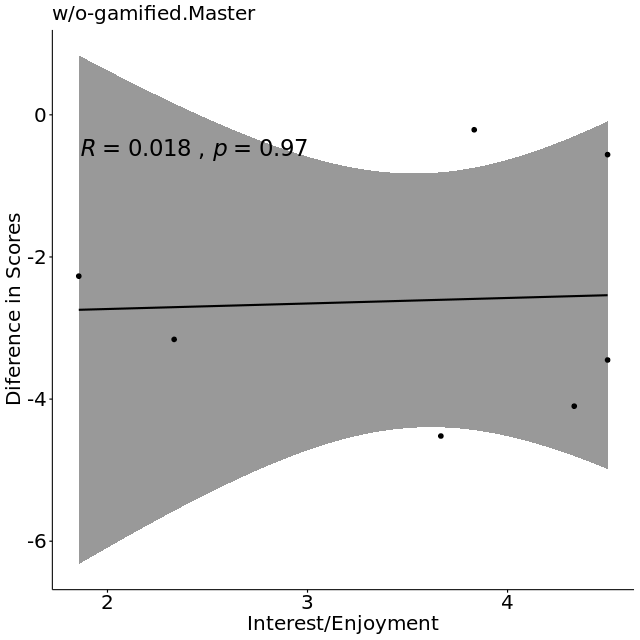 w/o-gamified.Master
0
R = 0.018 , p = 0.97
-2
Diference in Scores
-4
-6
2
3
4
Interest/Enjoyment